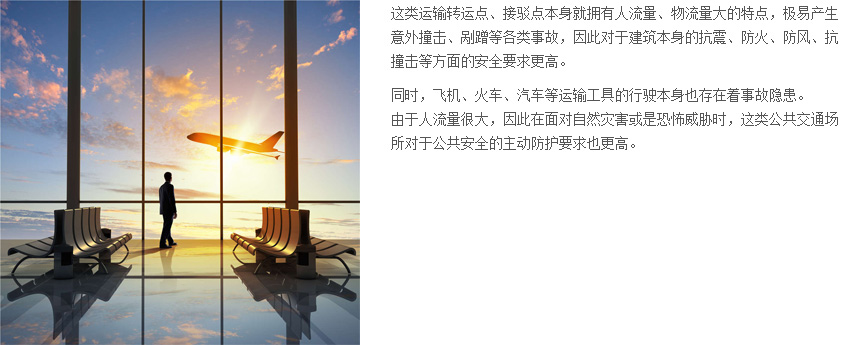 这类运输转运点、接驳点本身就拥有人流量、物流量大的特点，极易产生
意外撞击、剐蹭等各类事故，因此对于建筑本身的抗震、防火、防风、抗
撞击等方面的安全要求更高。
同时，飞机、火车、汽车等运输工具的行驶本身也存在着事故隐患。
由于人流量很大，因此在面对自然灾害或是恐怖威胁时，这类公共交通场
所对于公共安全的主动防护要求也更高。